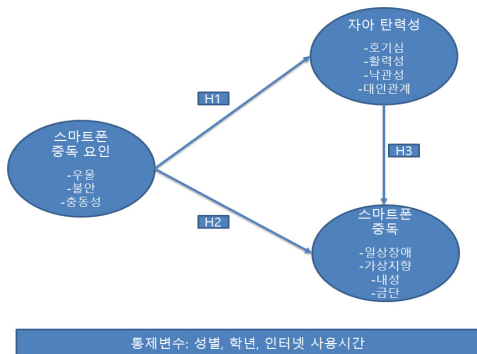 자아 탄력성
-호기심
-활력성
-낙관성
-대인관계
H1
스마트폰
중독 요인
-우울
-불안
-충동성
H3
H2
스마트폰
중독
-일상장애
-가상지향
-내성
-금단
통제변수: 성별, 학년, 인터넷 사용시간